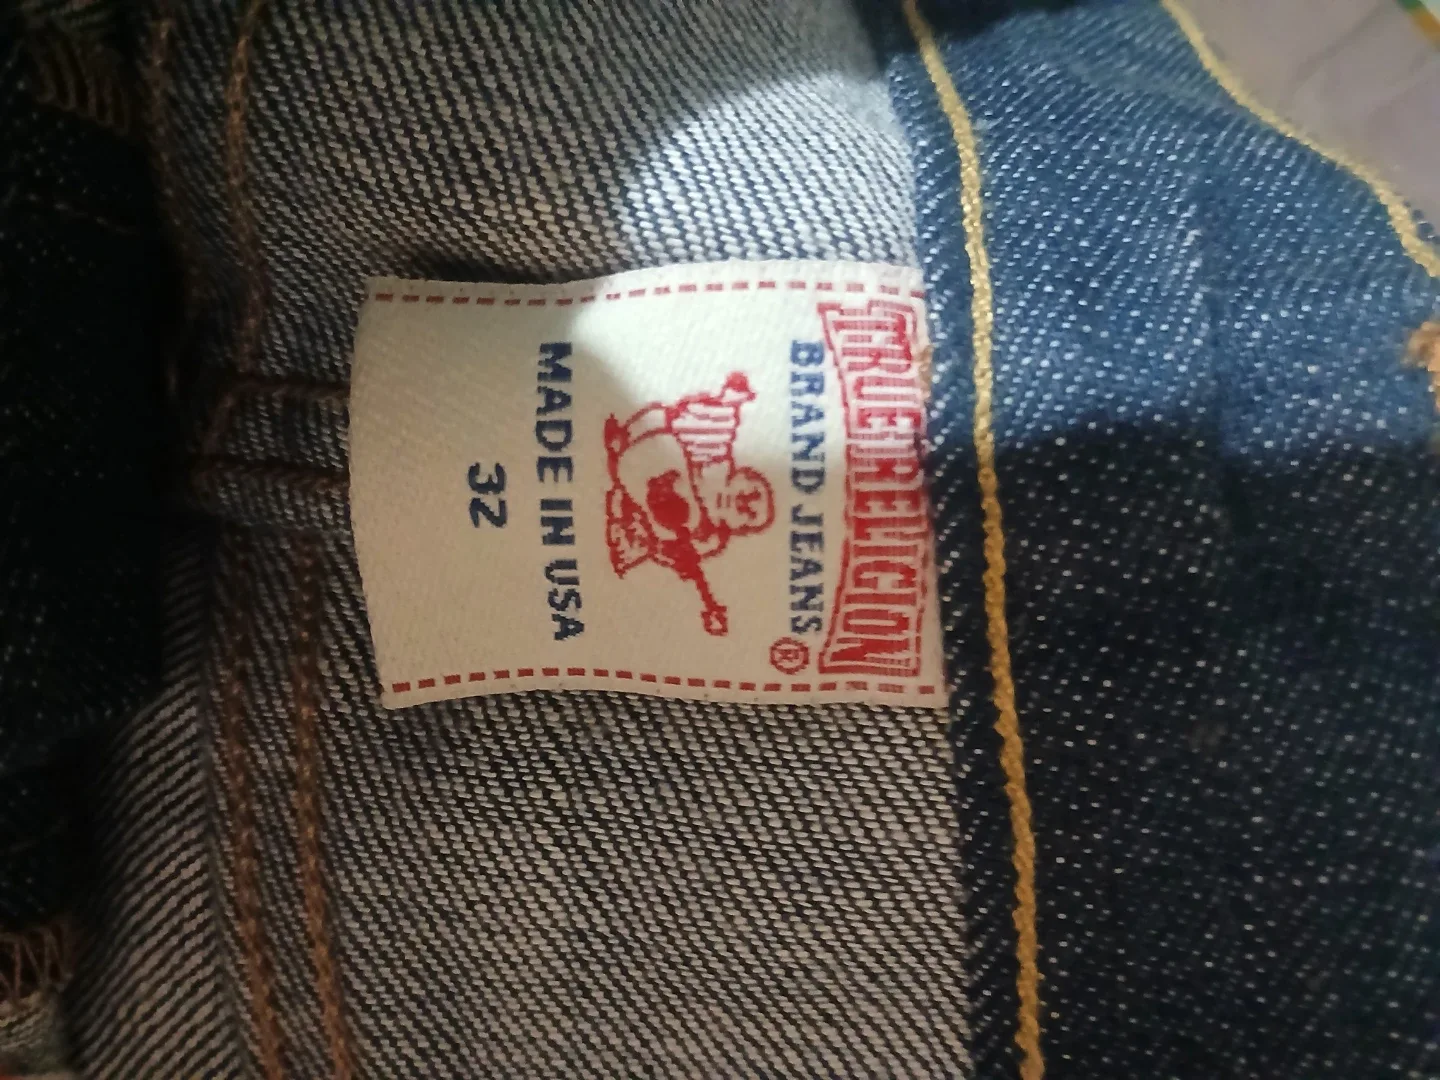 TRUE RELIGION
BRAND JEANS®
MADE IN USA
32